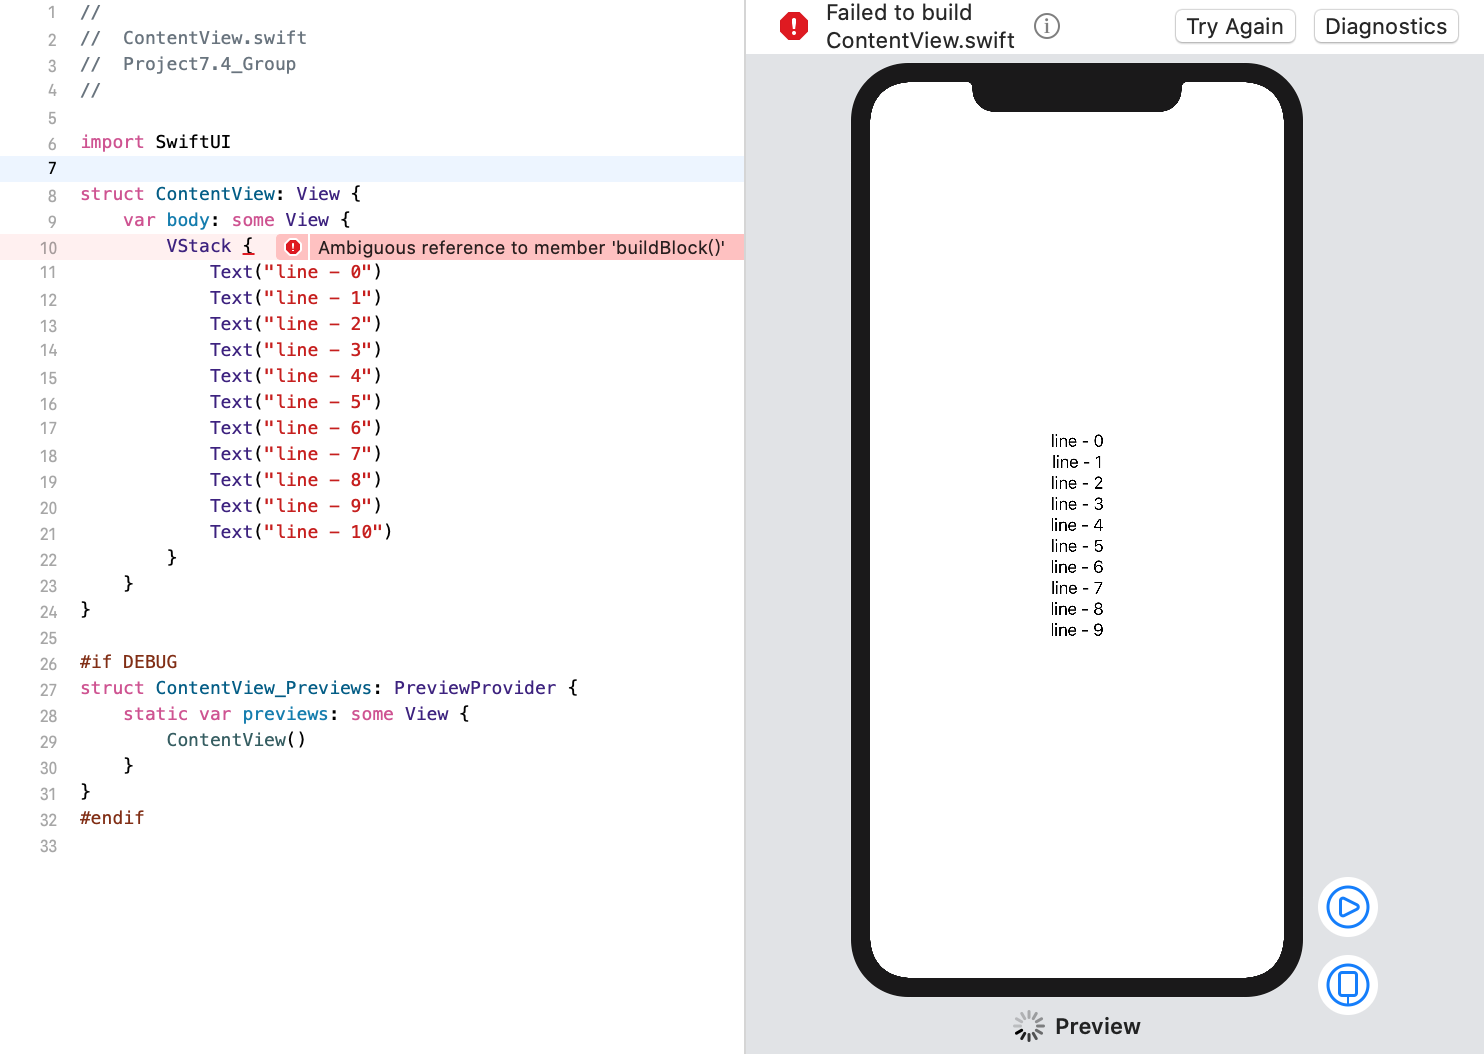 1 //
2 //  ContentView.swift
3 //  Project7.4_Group
4 //
5
6 import SwiftUI
7
8 struct ContentView: View {
9     var body: some View {
10         VStack { Ambiguous reference to member 'buildBlock()'
11             Text("line - 0")
12             Text("line - 1")
13             Text("line - 2")
14             Text("line - 3")
15             Text("line - 4")
16             Text("line - 5")
17             Text("line - 6")
18             Text("line - 7")
19             Text("line - 8")
20             Text("line - 9")
21             Text("line - 10")
22         }
23     }
24 }
25
26 #if DEBUG
27 struct ContentView_Previews: PreviewProvider {
28     static var previews: some View {
29         ContentView()
30     }
31 }
32 #endif
33
Failed to build
ContentView.swift
Try Again
Diagnostics
line - 0
line - 1
line - 2
line - 3
line - 4
line - 5
line - 6
line - 7
line - 8
line - 9
Preview